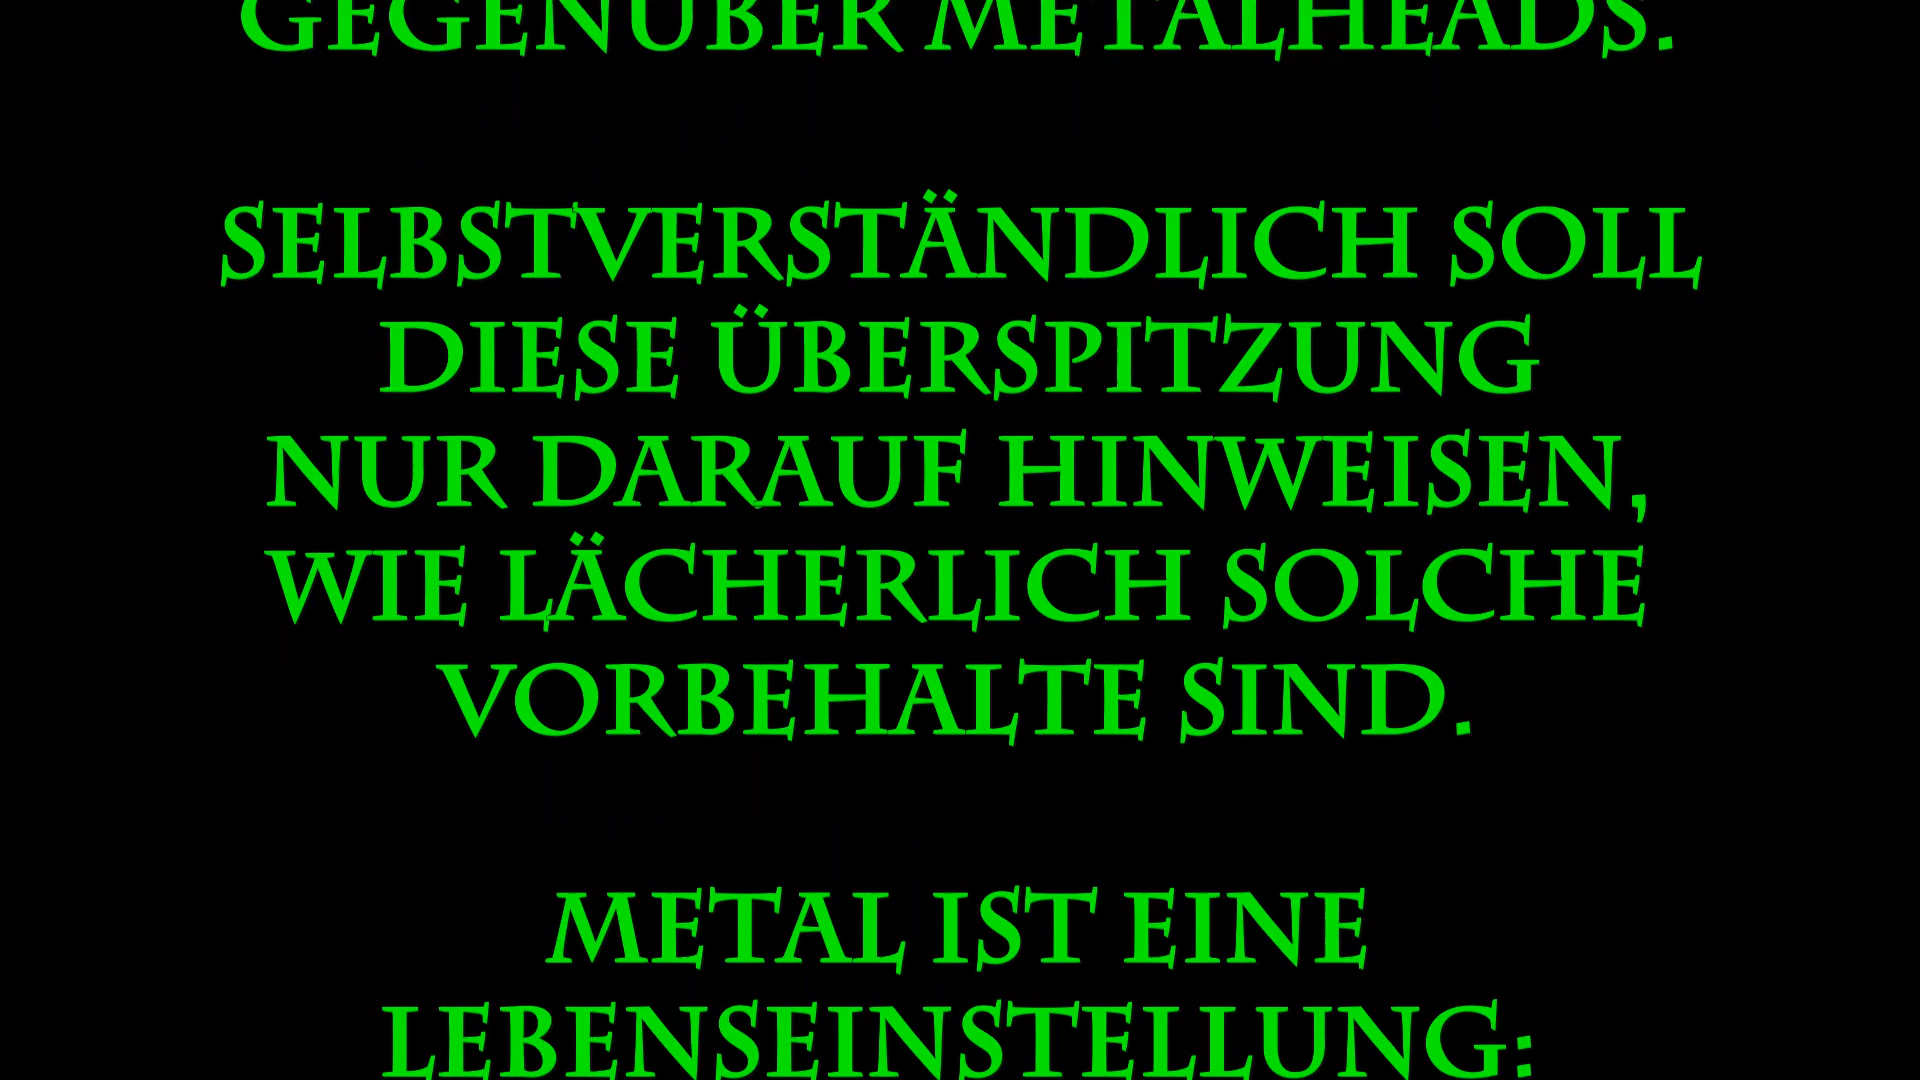 GEGENÜBER METALHEADS.
SELBSTVERSTÄNDLICH SOLL
DIESE ÜBERSPITZUNG
NUR DARAUF HINWEISEN,
WIE LÄCHERLICH SOLCHE
VORBEHALTE SIND.
METAL IST EINE
LEBENSEINSTELLUNG: